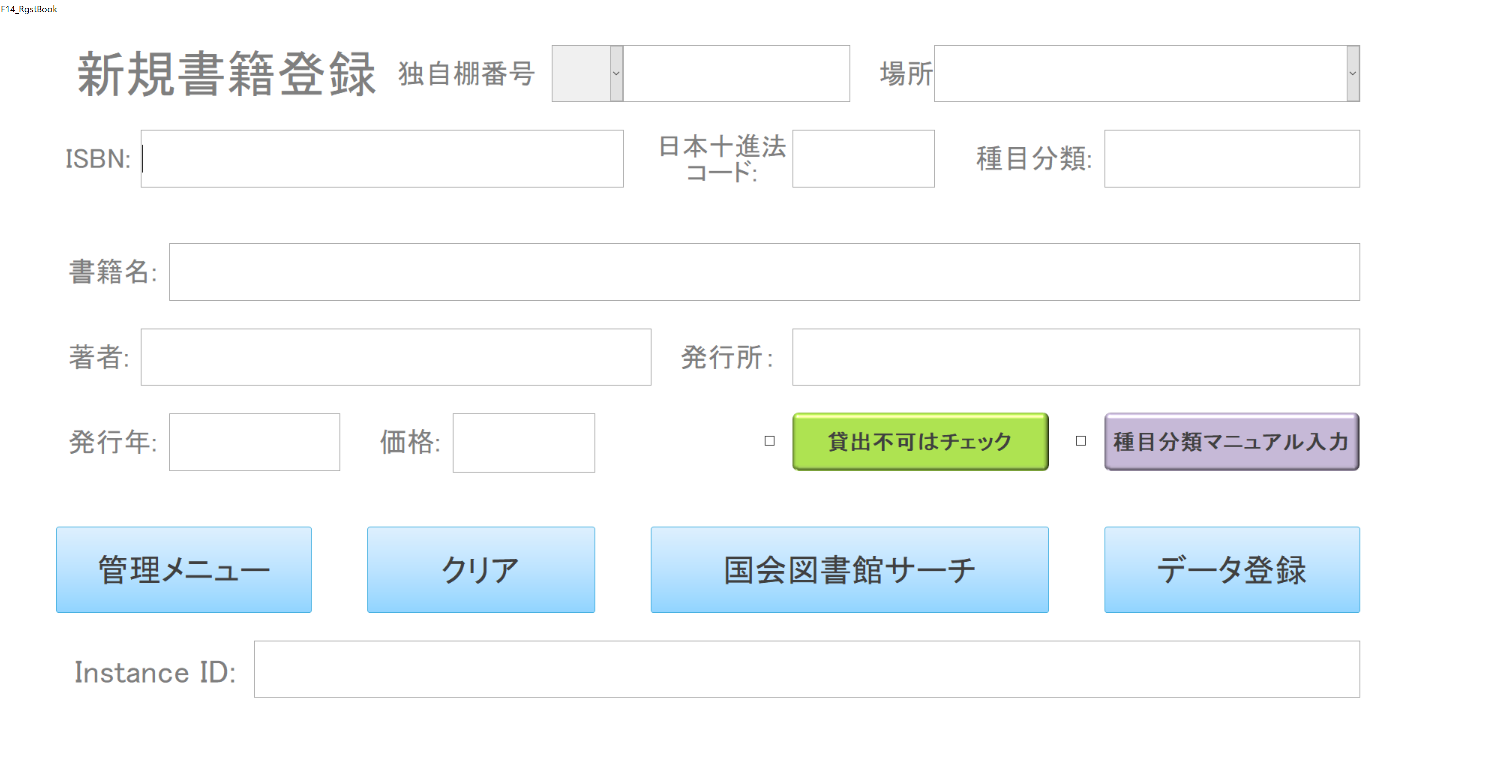 F14_RgstBook
新規書籍登録 独自棚番号 場所
ISBN: 日本十進法
コード: 種目分類:
書籍名:
著者: 発行所:
発行年: 価格: 貸出不可はチェック 種目分類マニュアル入力
管理メニュー クリア 国会図書館サーチ データ登録
Instance ID: